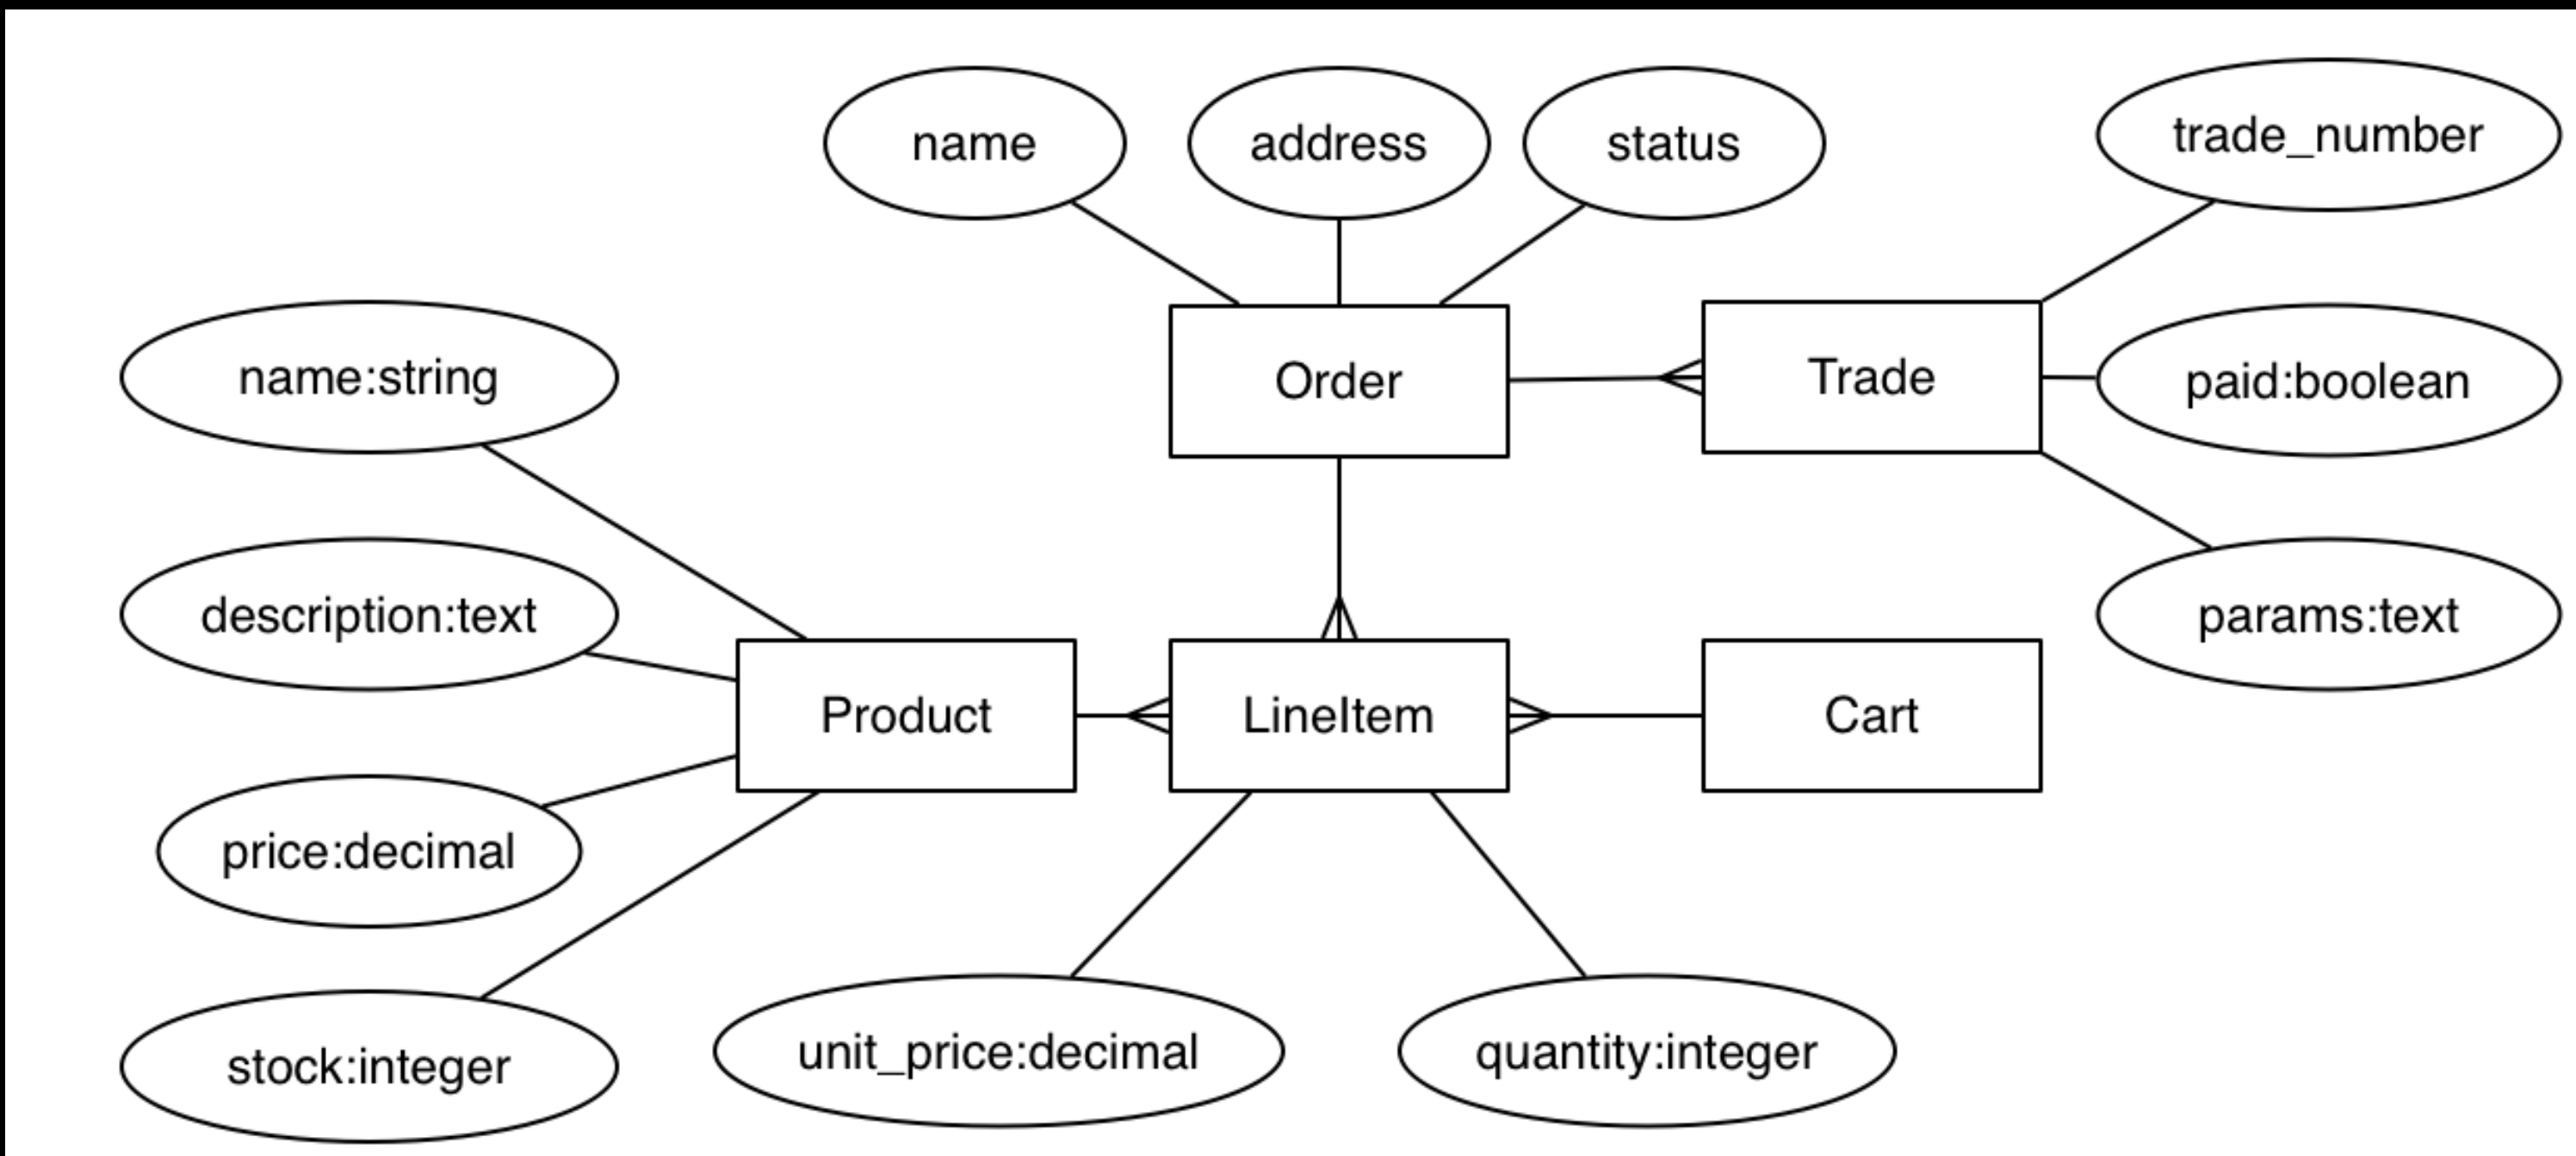 name
address
status
trade_number
name:string
Order
Trade
paid:boolean
description:text
params:text
Product
LineItem
Cart
price:decimal
stock:integer
unit_price:decimal
quantity:integer